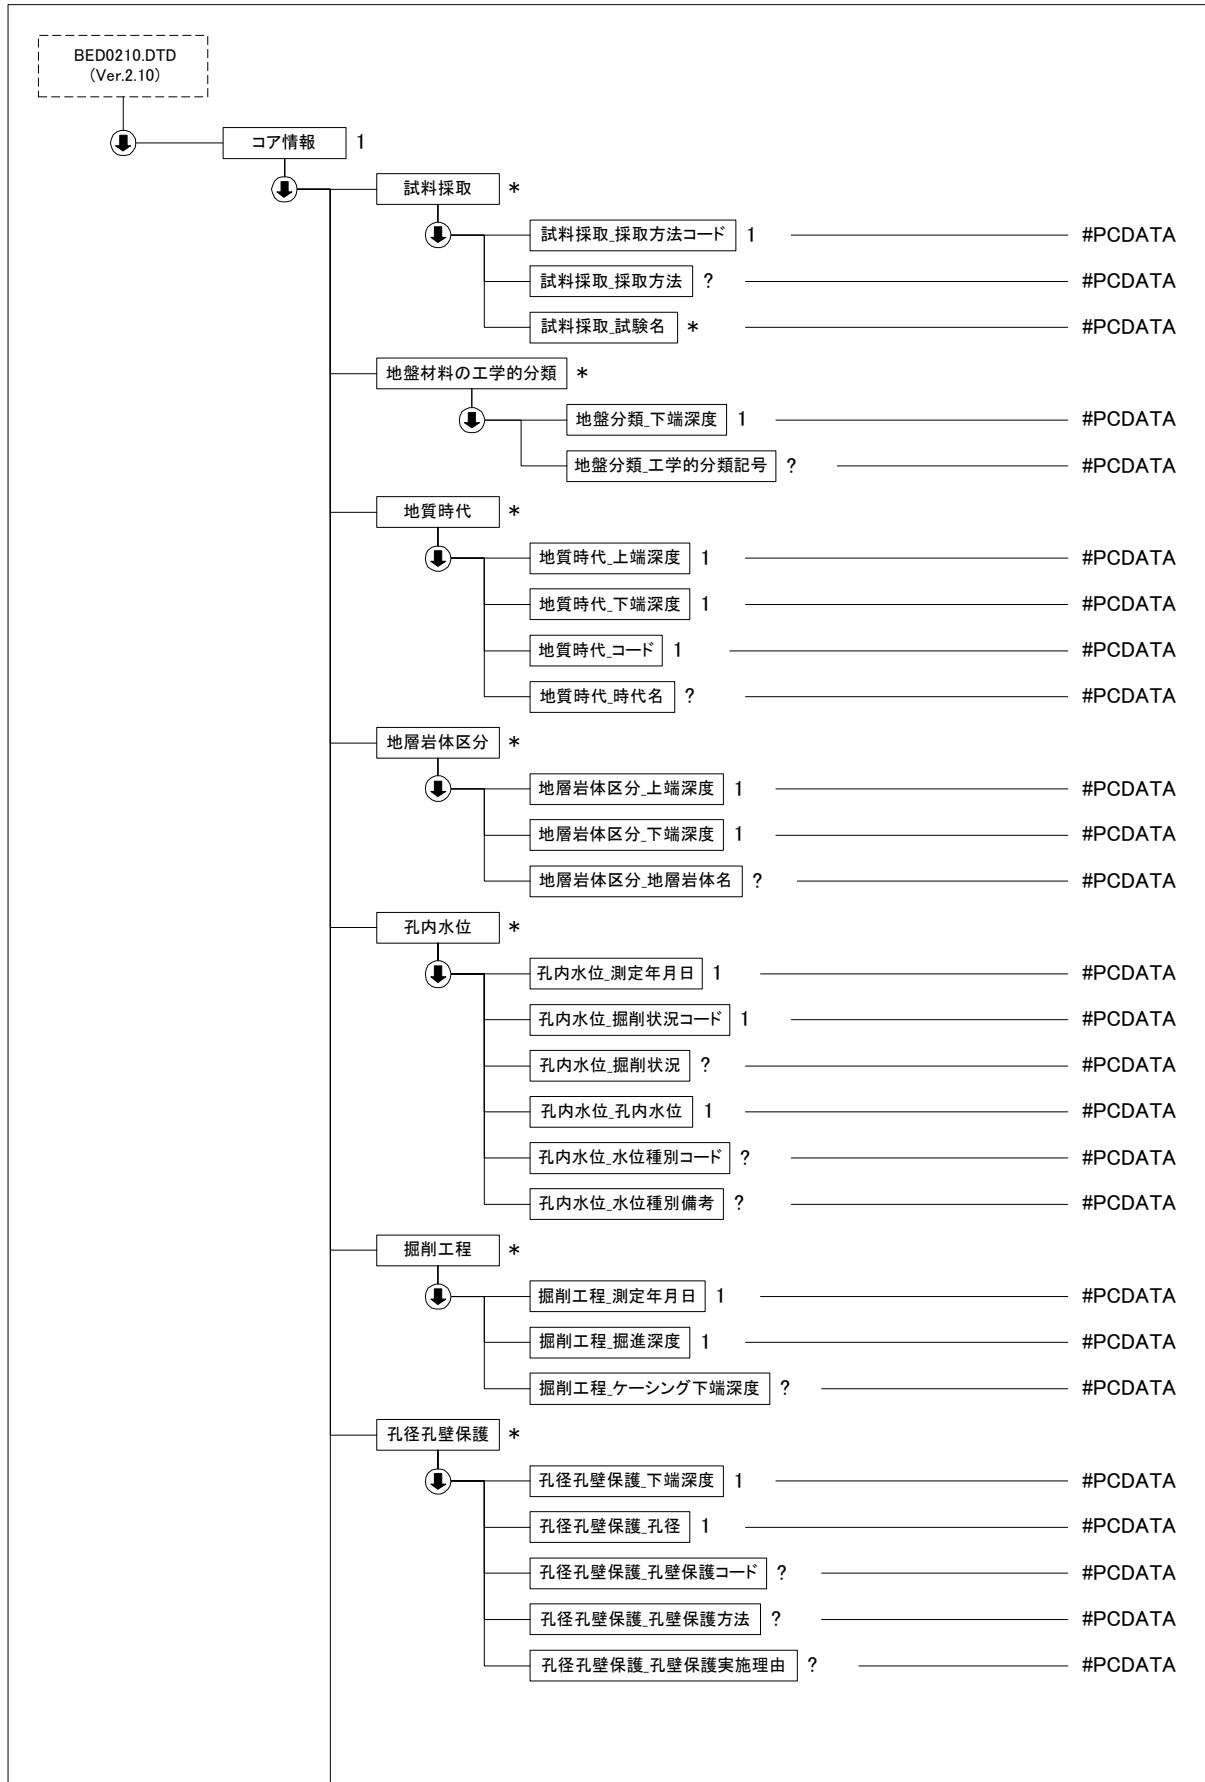 BED0210.DTD
(Ver.2.10)
コア情報 1
試料採取 *
試料採取_採取方法コード 1 #PCDATA
試料採取_採取方法 ? #PCDATA
試料採取_試験名 * #PCDATA
地盤材料の工学的分類 *
地盤分類_下端深度 1 #PCDATA
地盤分類_工学的分類記号 ? #PCDATA
地質時代 *
地質時代_上端深度 1 #PCDATA
地質時代_下端深度 1 #PCDATA
地質時代_コード 1 #PCDATA
地質時代_時代名 ? #PCDATA
地層岩体区分 *
地層岩体区分_上端深度 1 #PCDATA
地層岩体区分_下端深度 1 #PCDATA
地層岩体区分_地層岩体名 ? #PCDATA
孔内水位 *
孔内水位_測定年月日 1 #PCDATA
孔内水位_掘削状況コード 1 #PCDATA
孔内水位_掘削状況 ? #PCDATA
孔内水位_孔内水位 1 #PCDATA
孔内水位_水位種別コード ? #PCDATA
孔内水位_水位種別備考 ? #PCDATA
掘削工程 *
掘削工程_測定年月日 1 #PCDATA
掘削工程_掘進深度 1 #PCDATA
掘削工程_ケーシング下端深度 ? #PCDATA
孔径孔壁保護 *
孔径孔壁保護_下端深度 1 #PCDATA
孔径孔壁保護_孔径 1 #PCDATA
孔径孔壁保護_孔壁保護コード ? #PCDATA
孔径孔壁保護_孔壁保護方法 ? #PCDATA
孔径孔壁保護_孔壁保護実施理由 ? #PCDATA